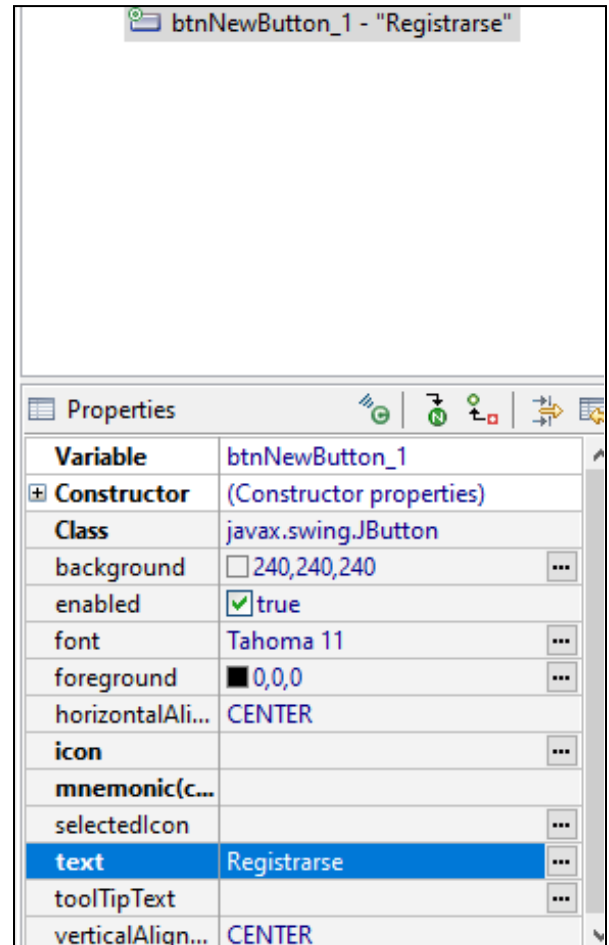 btnNewButton_1 - "Registrarse"
Properties
Variable btnNewButton_1
Constructor (Constructor properties)
Class javax.swing.JButton
background 240,240,240
enabled true
font Tahoma 11
foreground 0,0,0
horizontalAli... CENTER
icon
mnemonic(c...
selectedIcon
text Registrarse
toolTipText
verticalAlign... CENTER